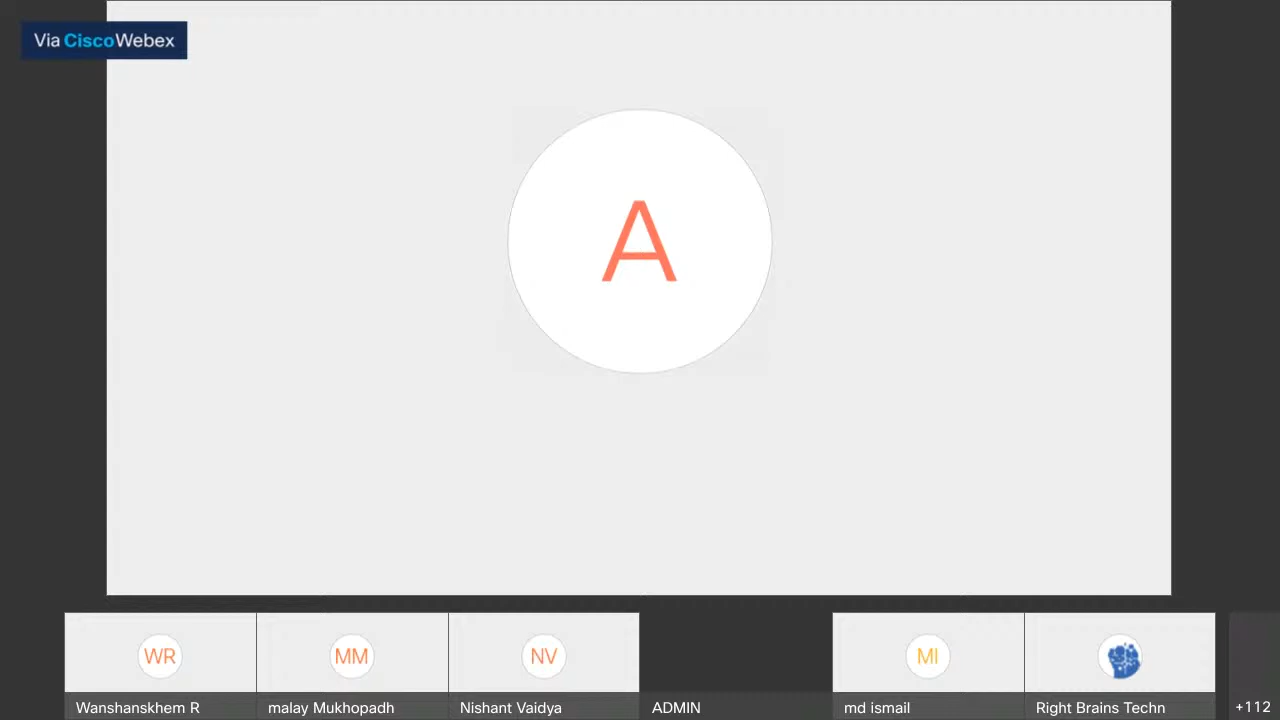 Via CiscoWebex
A
WR
MM
NV
MI
Wanshanskhem R
malay Mukhopadh
Nishant Vaidya
ADMIN
md ismail
Right Brains Techn
+112